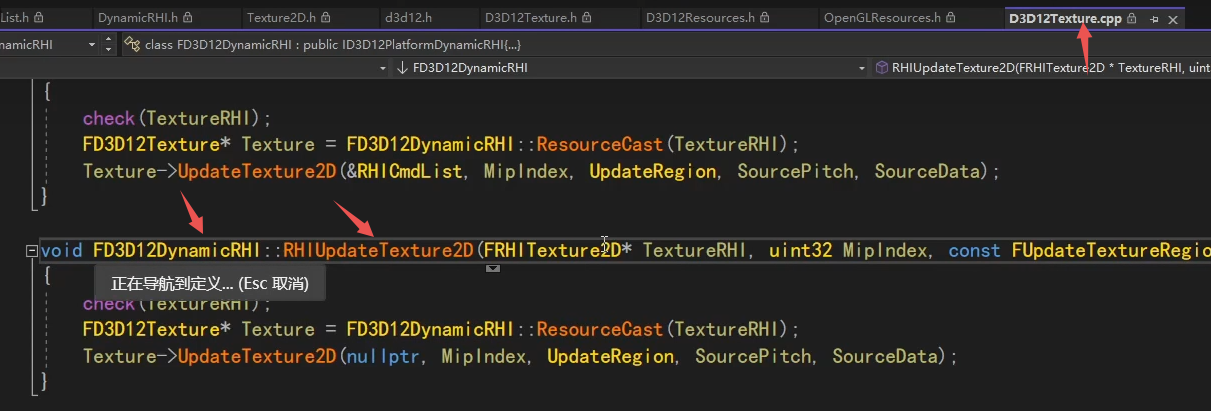 List.h DynamicRHI.h Texture2D.h d3d12.h D3D12Texture.h D3D12Resources.h OpenGLResources.h D3D12Texture.cpp
namicRHI class FD3D12DynamicRHI : public ID3D12PlatformDynamicRHI{...}
FD3D12DynamicRHI RHIUpdateTexture2D(FRHITexture2D * TextureRHI, uint
{
check(TextureRHI);
FD3D12Texture* Texture = FD3D12DynamicRHI::ResourceCast(TextureRHI);
Texture->UpdateTexture2D(&RHICmdList, MipIndex, UpdateRegion, SourcePitch, SourceData);
}
void FD3D12DynamicRHI::RHIUpdateTexture2D(FRHITexture2D* TextureRHI, uint32 MipIndex, const FUpdateTextureRegio
{
正在导航到定义... (Esc 取消)
check(TextureRHI);
FD3D12Texture* Texture = FD3D12DynamicRHI::ResourceCast(TextureRHI);
Texture->UpdateTexture2D(nullptr, MipIndex, UpdateRegion, SourcePitch, SourceData);
}